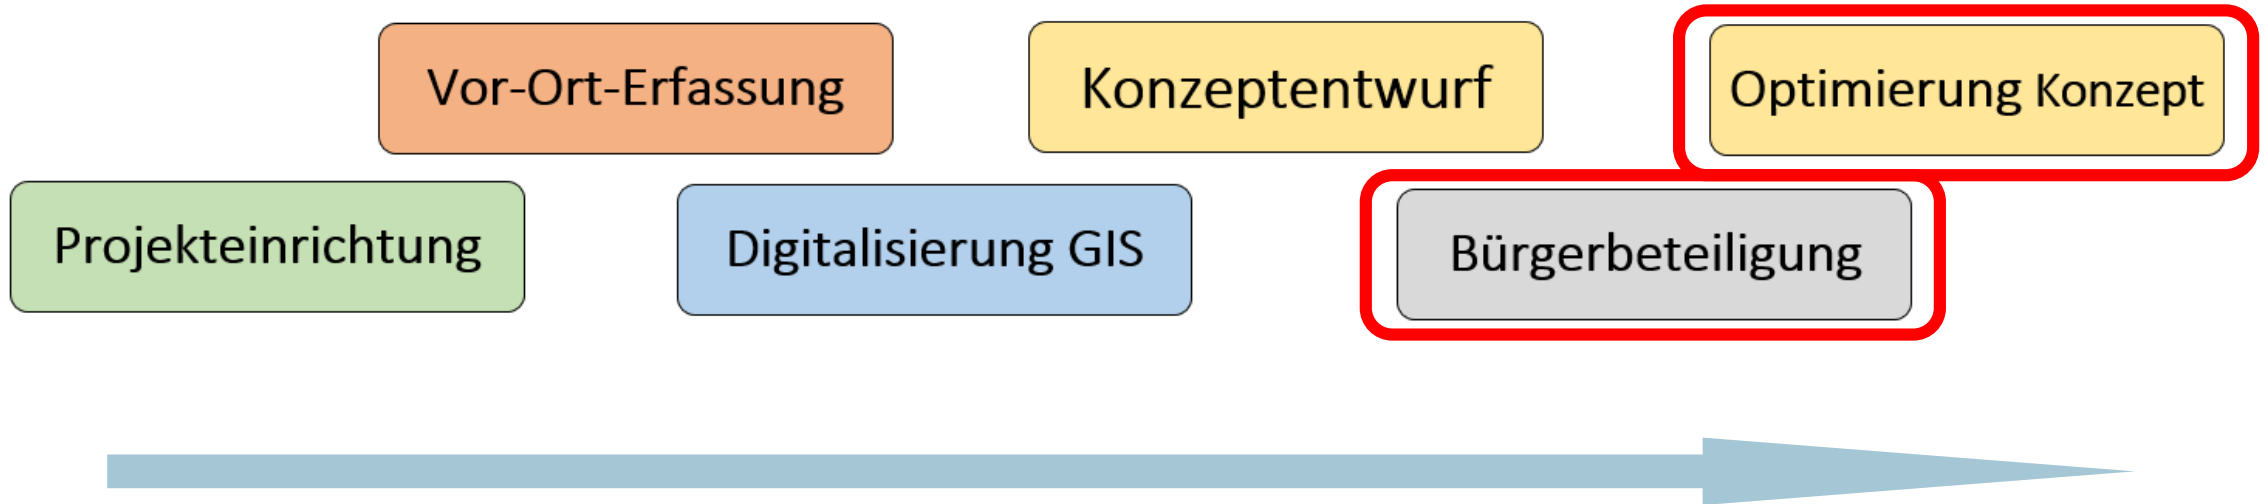 Vor-Ort-Erfassung
Konzeptentwurf
Optimierung Konzept
Projekteinrichtung
Digitalisierung GIS
Bürgerbeteiligung